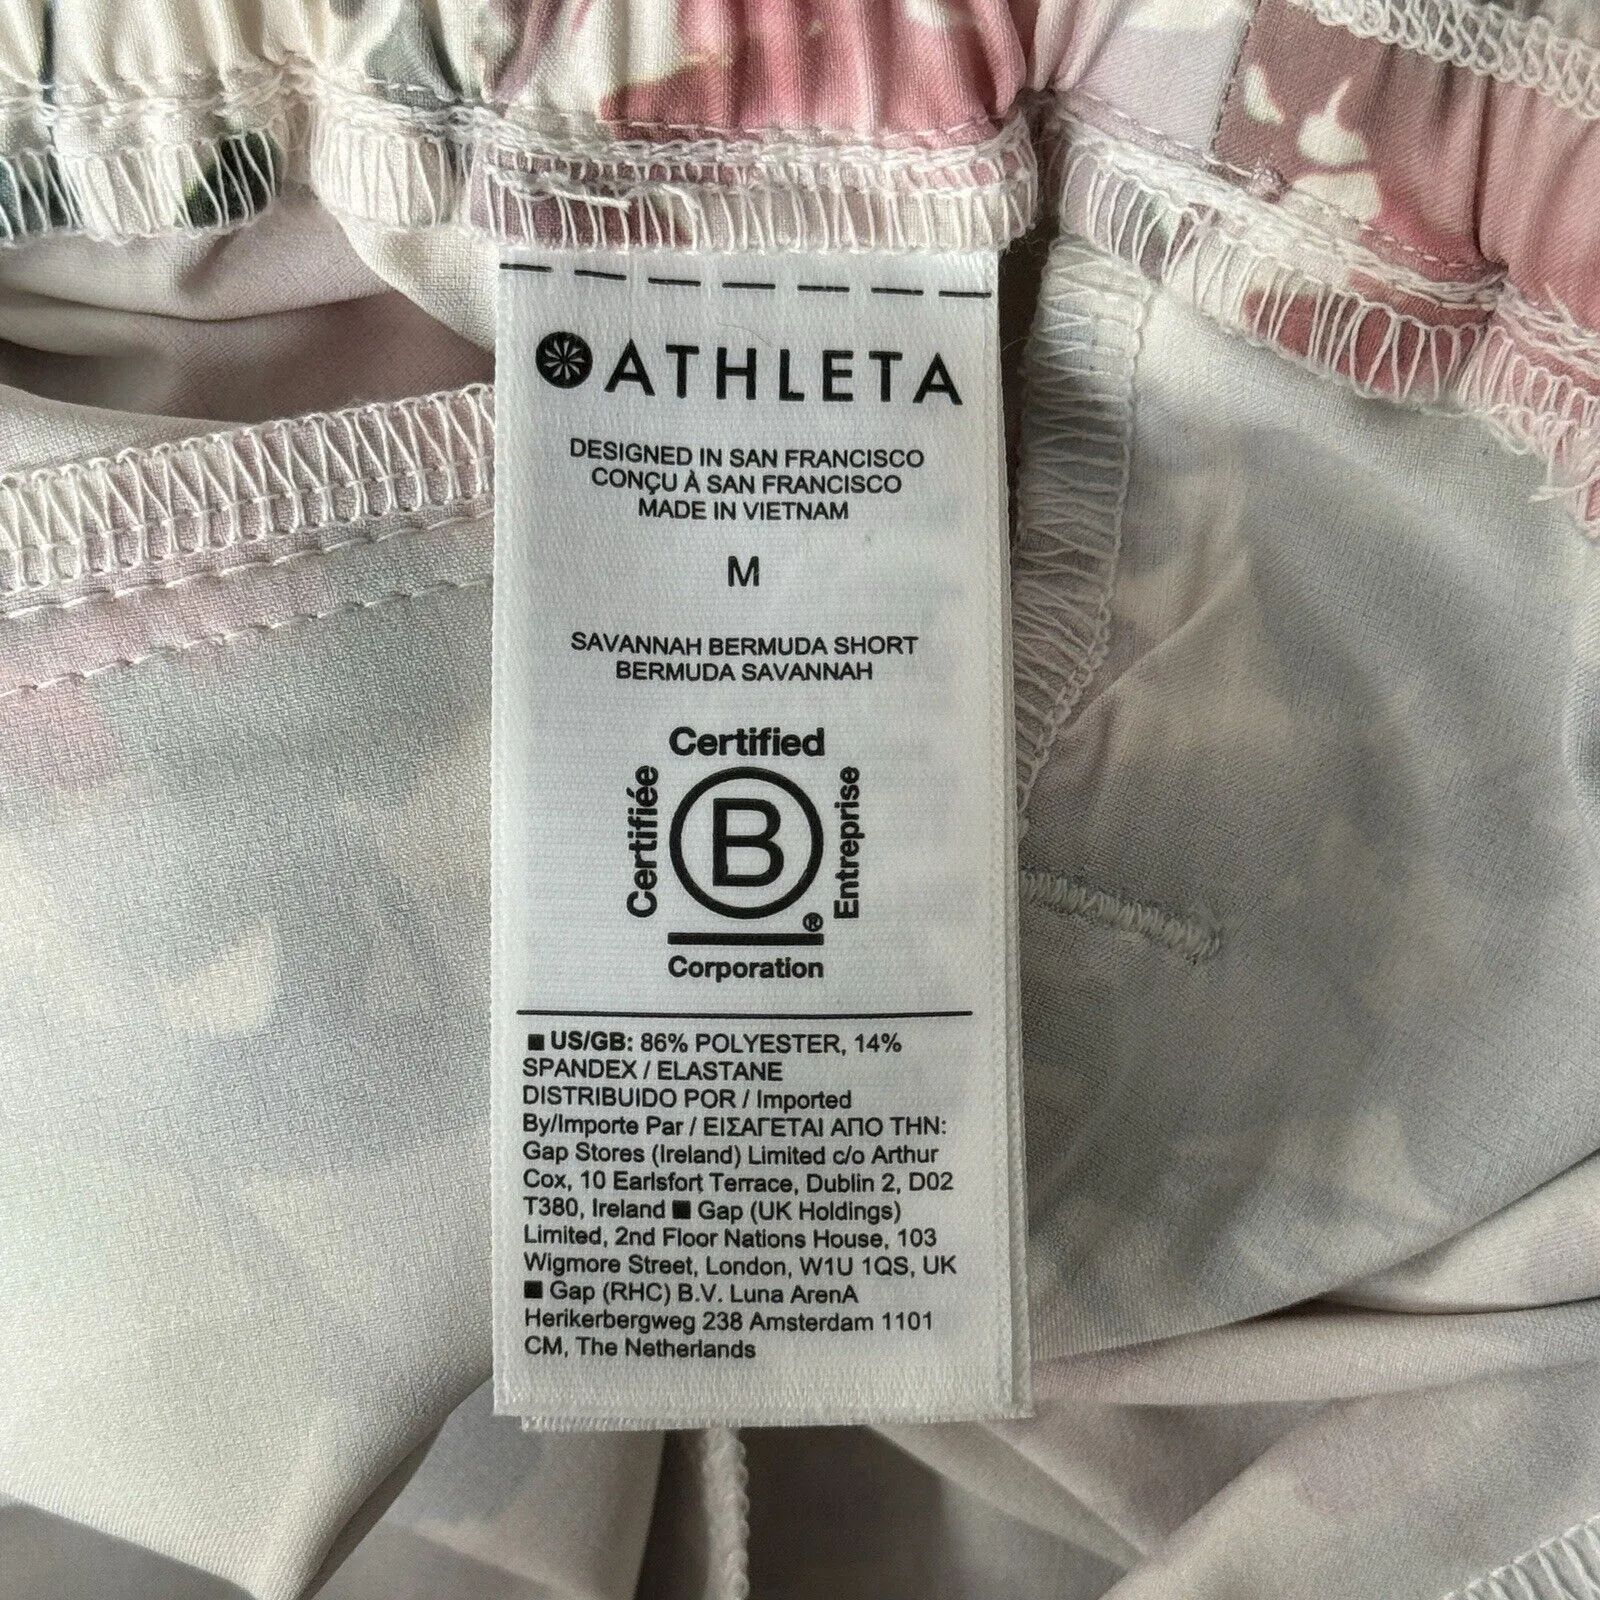 ATHLETA
DESIGNED IN SAN FRANCISCO
CONÇU À SAN FRANCISCO
MADE IN VIETNAM
M
SAVANNAH BERMUDA SHORT
BERMUDA SAVANNAH
Certified
Certifiée
B
Entreprise
®
Corporation
■ US/GB: 86% POLYESTER, 14%
SPANDEX / ELASTANE
DISTRIBUIDO POR / Imported
By/Importe Par / ΕΙΣΑΓΕΤΑΙ ΑΠΟ ΤΗΝ:
Gap Stores (Ireland) Limited c/o Arthur
Cox, 10 Earlsfort Terrace, Dublin 2, D02
T380, Ireland ■ Gap (UK Holdings)
Limited, 2nd Floor Nations House, 103
Wigmore Street, London, W1U 1QS, UK
■ Gap (RHC) B.V. Luna ArenA
Herikerbergweg 238 Amsterdam 1101
CM, The Netherlands